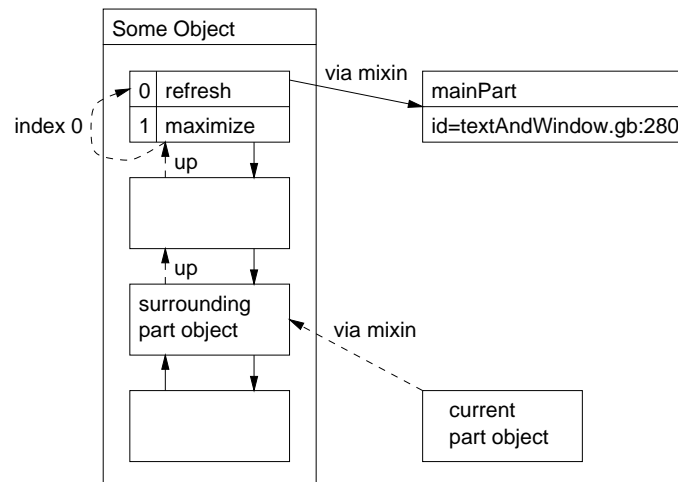 Some Object
0 refresh
1 maximize
index 0
via mixin
mainPart
id=textAndWindow.gb:280
up
up
surrounding
part object
via mixin
current
part object